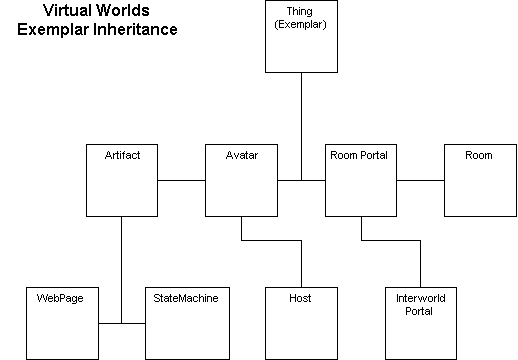 Virtual Worlds
Exemplar Inheritance
Thing
(Exemplar)
Artifact
Avatar
Room Portal
Room
WebPage
StateMachine
Host
Interworld
Portal